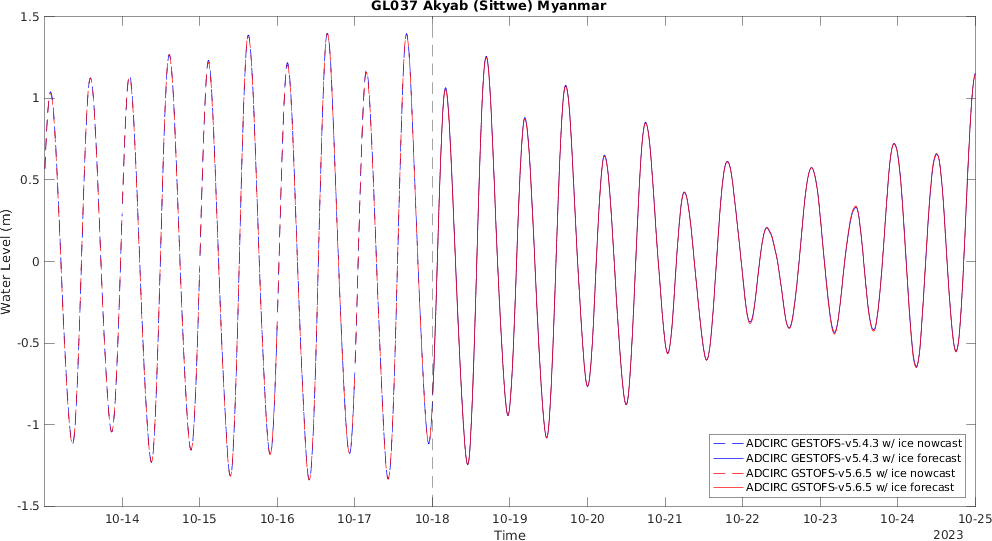 GL037 Akyab (Sittwe) Myanmar
1.5
1
0.5
0
-0.5
-1
-1.5
Water Level (m)
10-14 10-15 10-16 10-17 10-18 10-19 10-20 10-21 10-22 10-23 10-24 10-25
Time
2023
ADCIRC GESTOFS-v5.4.3 w/ ice nowcast
ADCIRC GESTOFS-v5.4.3 w/ ice forecast
ADCIRC GSTOFS-v5.6.5 w/ ice nowcast
ADCIRC GSTOFS-v5.6.5 w/ ice forecast